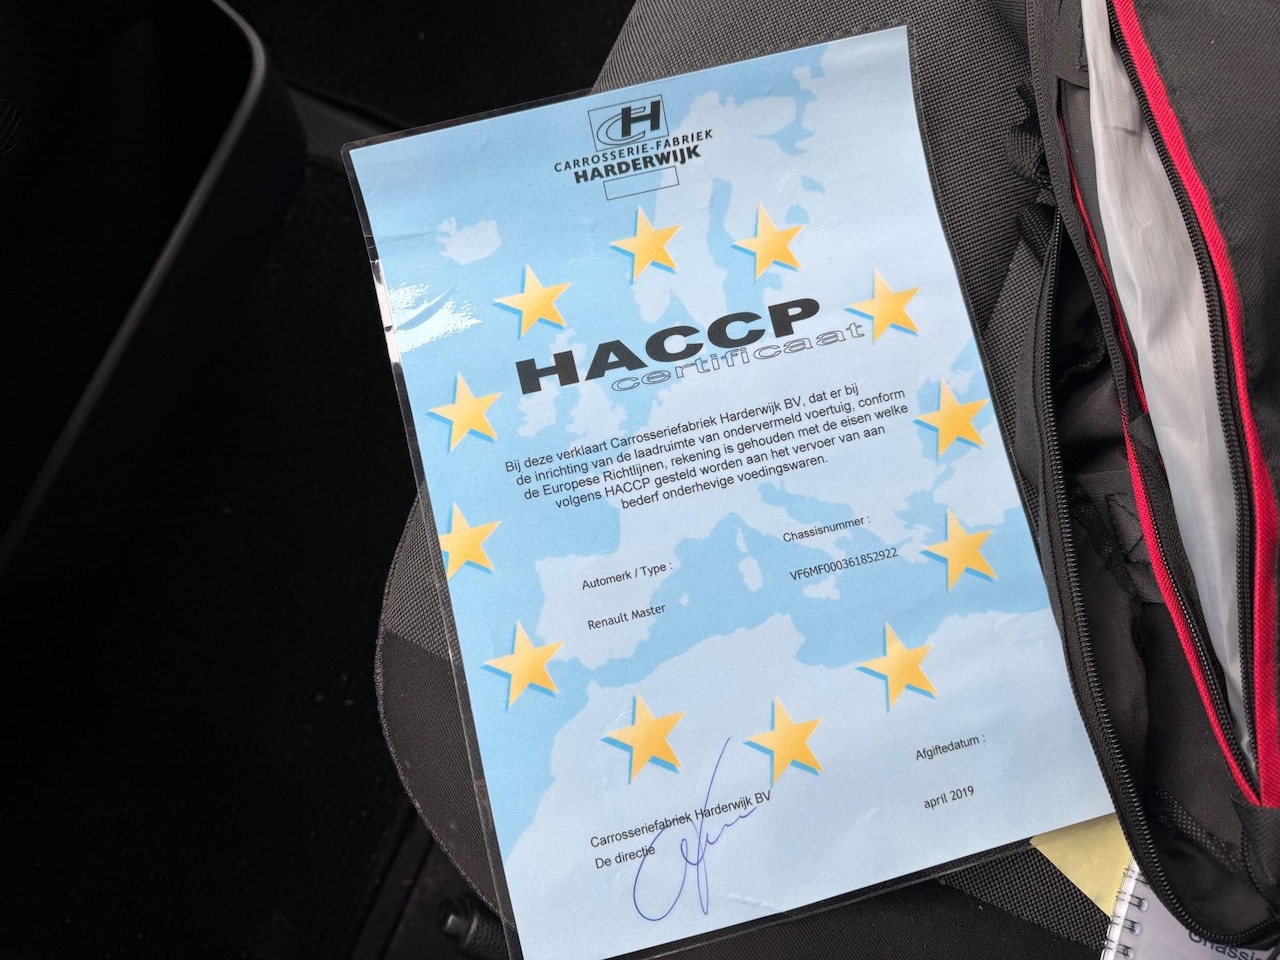 CH
CARROSSERIE-FABRIEK
HARDERWIJK
HACCP
certificaat
Bij deze verklaart Carrosseriefabriek Harderwijk BV, dat er bij
de inrichting van de laadruimte van ondervermeld voertuig, conform
de Europese Richtlijnen, rekening is gehouden met de eisen welke
volgens HACCP gesteld worden aan het vervoer van aan
bederf onderhevige voedingswaren.
Automerk / Type :
Chassisnummer :
Renault Master
VF6MF000361852922
Carrosseriefabriek Harderwijk BV
De directie
Afgiftedatum :
april 2019